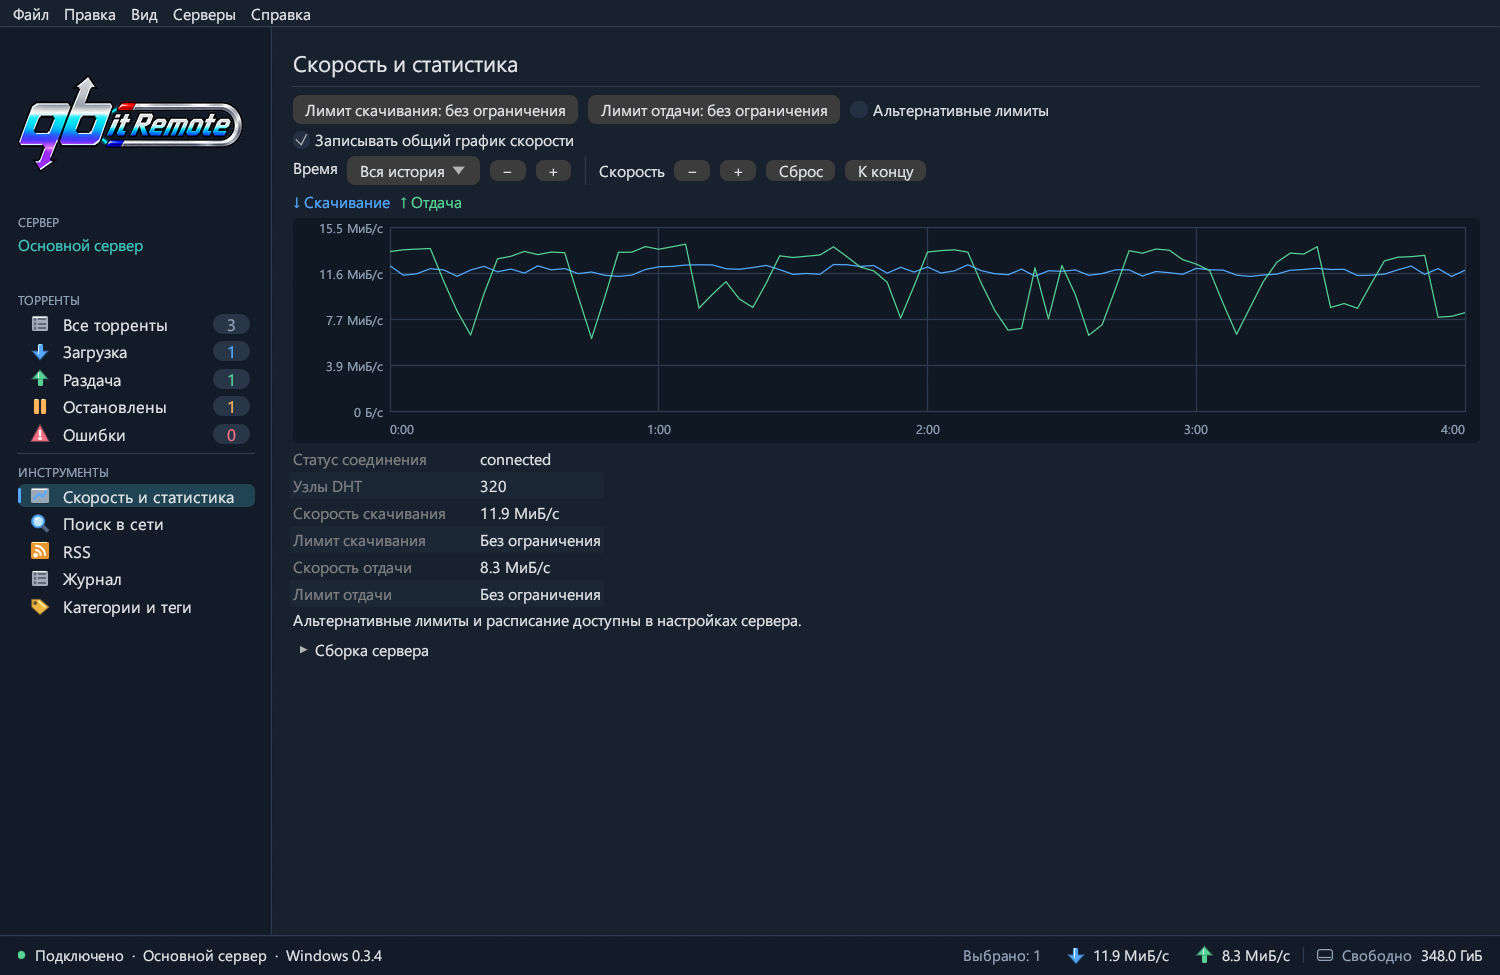 Файл Правка Вид Серверы Справка
qBit Remote
СЕРВЕР
Основной сервер
ТОРРЕНТЫ
Все торренты 3
Загрузка 1
Раздача 1
Остановлены 1
Ошибки 0
ИНСТРУМЕНТЫ
Скорость и статистика
Поиск в сети
RSS
Журнал
Категории и теги
Скорость и статистика
Лимит скачивания: без ограничения Лимит отдачи: без ограничения Альтернативные лимиты
Записывать общий график скорости
Время Вся история − + Скорость − + Сброс К концу
↓ Скачивание ↑ Отдача
15.5 МиБ/с
11.6 МиБ/с
7.7 МиБ/с
3.9 МиБ/с
0 Б/с
0:00 1:00 2:00 3:00 4:00
Статус соединения connected
Узлы DHT 320
Скорость скачивания 11.9 МиБ/с
Лимит скачивания Без ограничения
Скорость отдачи 8.3 МиБ/с
Лимит отдачи Без ограничения
Альтернативные лимиты и расписание доступны в настройках сервера.
Сборка сервера
Подключено · Основной сервер · Windows 0.3.4 Выбрано: 1 11.9 МиБ/с 8.3 МиБ/с Свободно 348.0 ГиБ